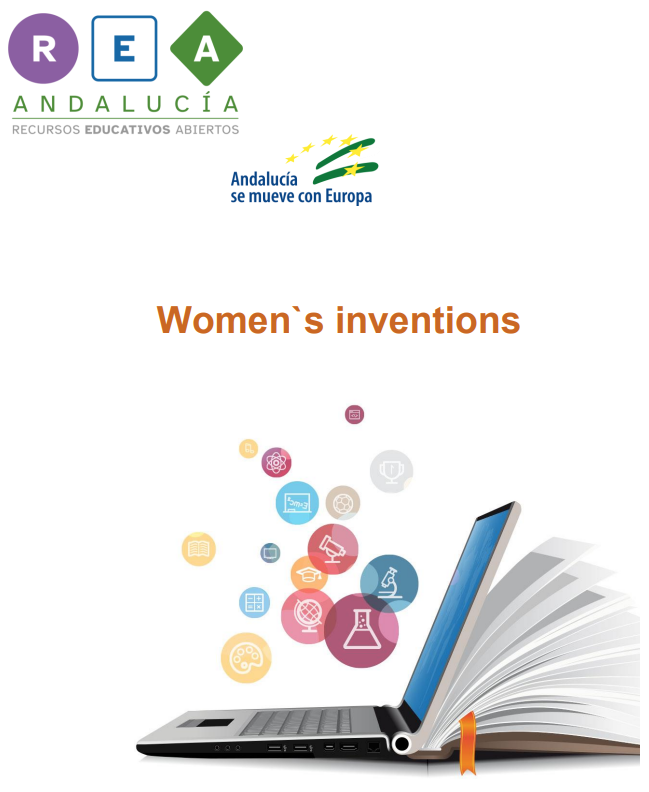 R E A
ANDALUCÍA
RECURSOS EDUCATIVOS ABIERTOS
Andalucía
se mueve con Europa
Women`s inventions